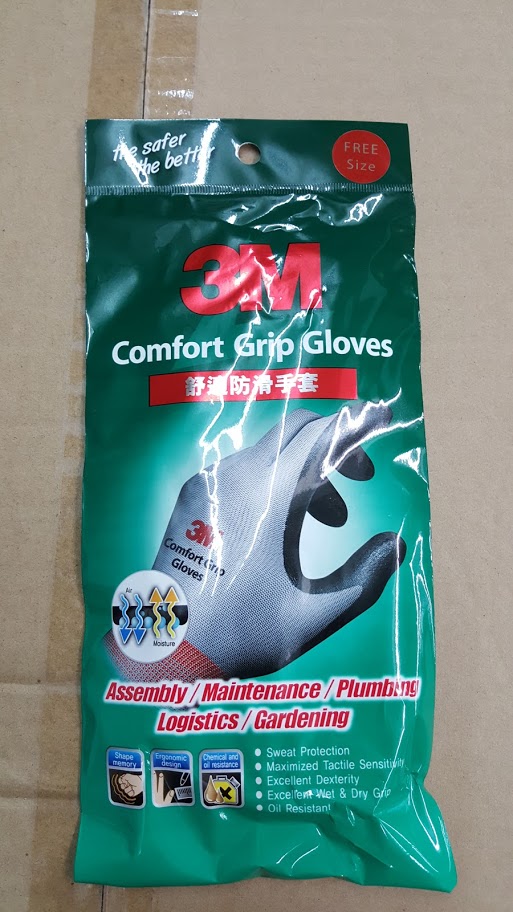 the safer
the better
FREE
Size
3M
Comfort Grip Gloves
舒適防滑手套
3M
Comfort Grip
Gloves
Air
Moisture
Assembly / Maintenance / Plumbing
Logistics / Gardening
Shape
memory
Ergonomic
design
Chemical and
oil resistance
• Sweat Protection
• Maximized Tactile Sensitivity
• Excellent Dexterity
• Excellent Wet & Dry Grip
• Oil Resistant